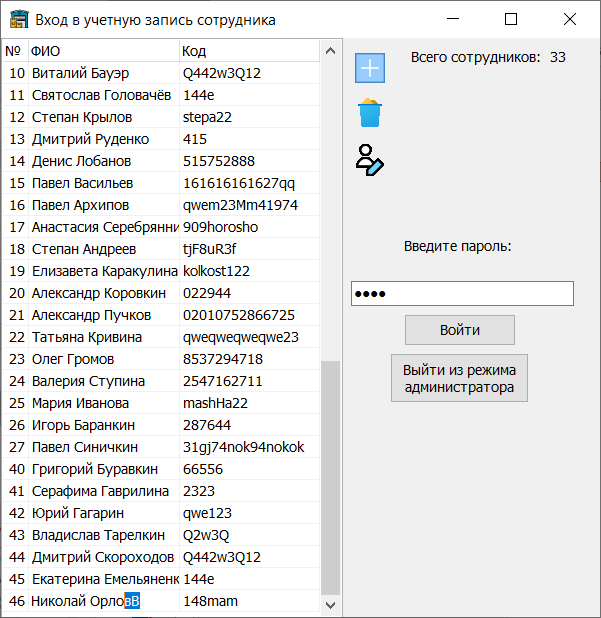 Вход в учетную запись сотрудника
№ ФИО Код
10 Виталий Бауэр Q442w3Q12
11 Святослав Головачёв 144e
12 Степан Крылов stepa22
13 Дмитрий Руденко 415
14 Денис Лобанов 515752888
15 Павел Васильев 161616161627qq
16 Павел Архипов qwem23Mm41974
17 Анастасия Серебрянни 909horosho
18 Степан Андреев tjF8uR3f
19 Елизавета Каракулина kolkost122
20 Александр Коровкин 022944
21 Александр Пучков 02010752866725
22 Татьяна Кривина qweqweqweqwe23
23 Олег Громов 8537294718
24 Валерия Ступина 2547162711
25 Мария Иванова mashHa22
26 Игорь Баранкин 287644
27 Павел Синичкин 31gj74nok94nokok
40 Григорий Буравкин 66556
41 Серафима Гаврилина 2323
42 Юрий Гагарин qwe123
43 Владислав Тарелкин Q2w3Q
44 Дмитрий Скороходов Q442w3Q12
45 Екатерина Емельяненк 144e
46 Николай ОрловВ 148mam
Всего сотрудников: 33
Введите пароль:
●●●●
Войти
Выйти из режима
администратора